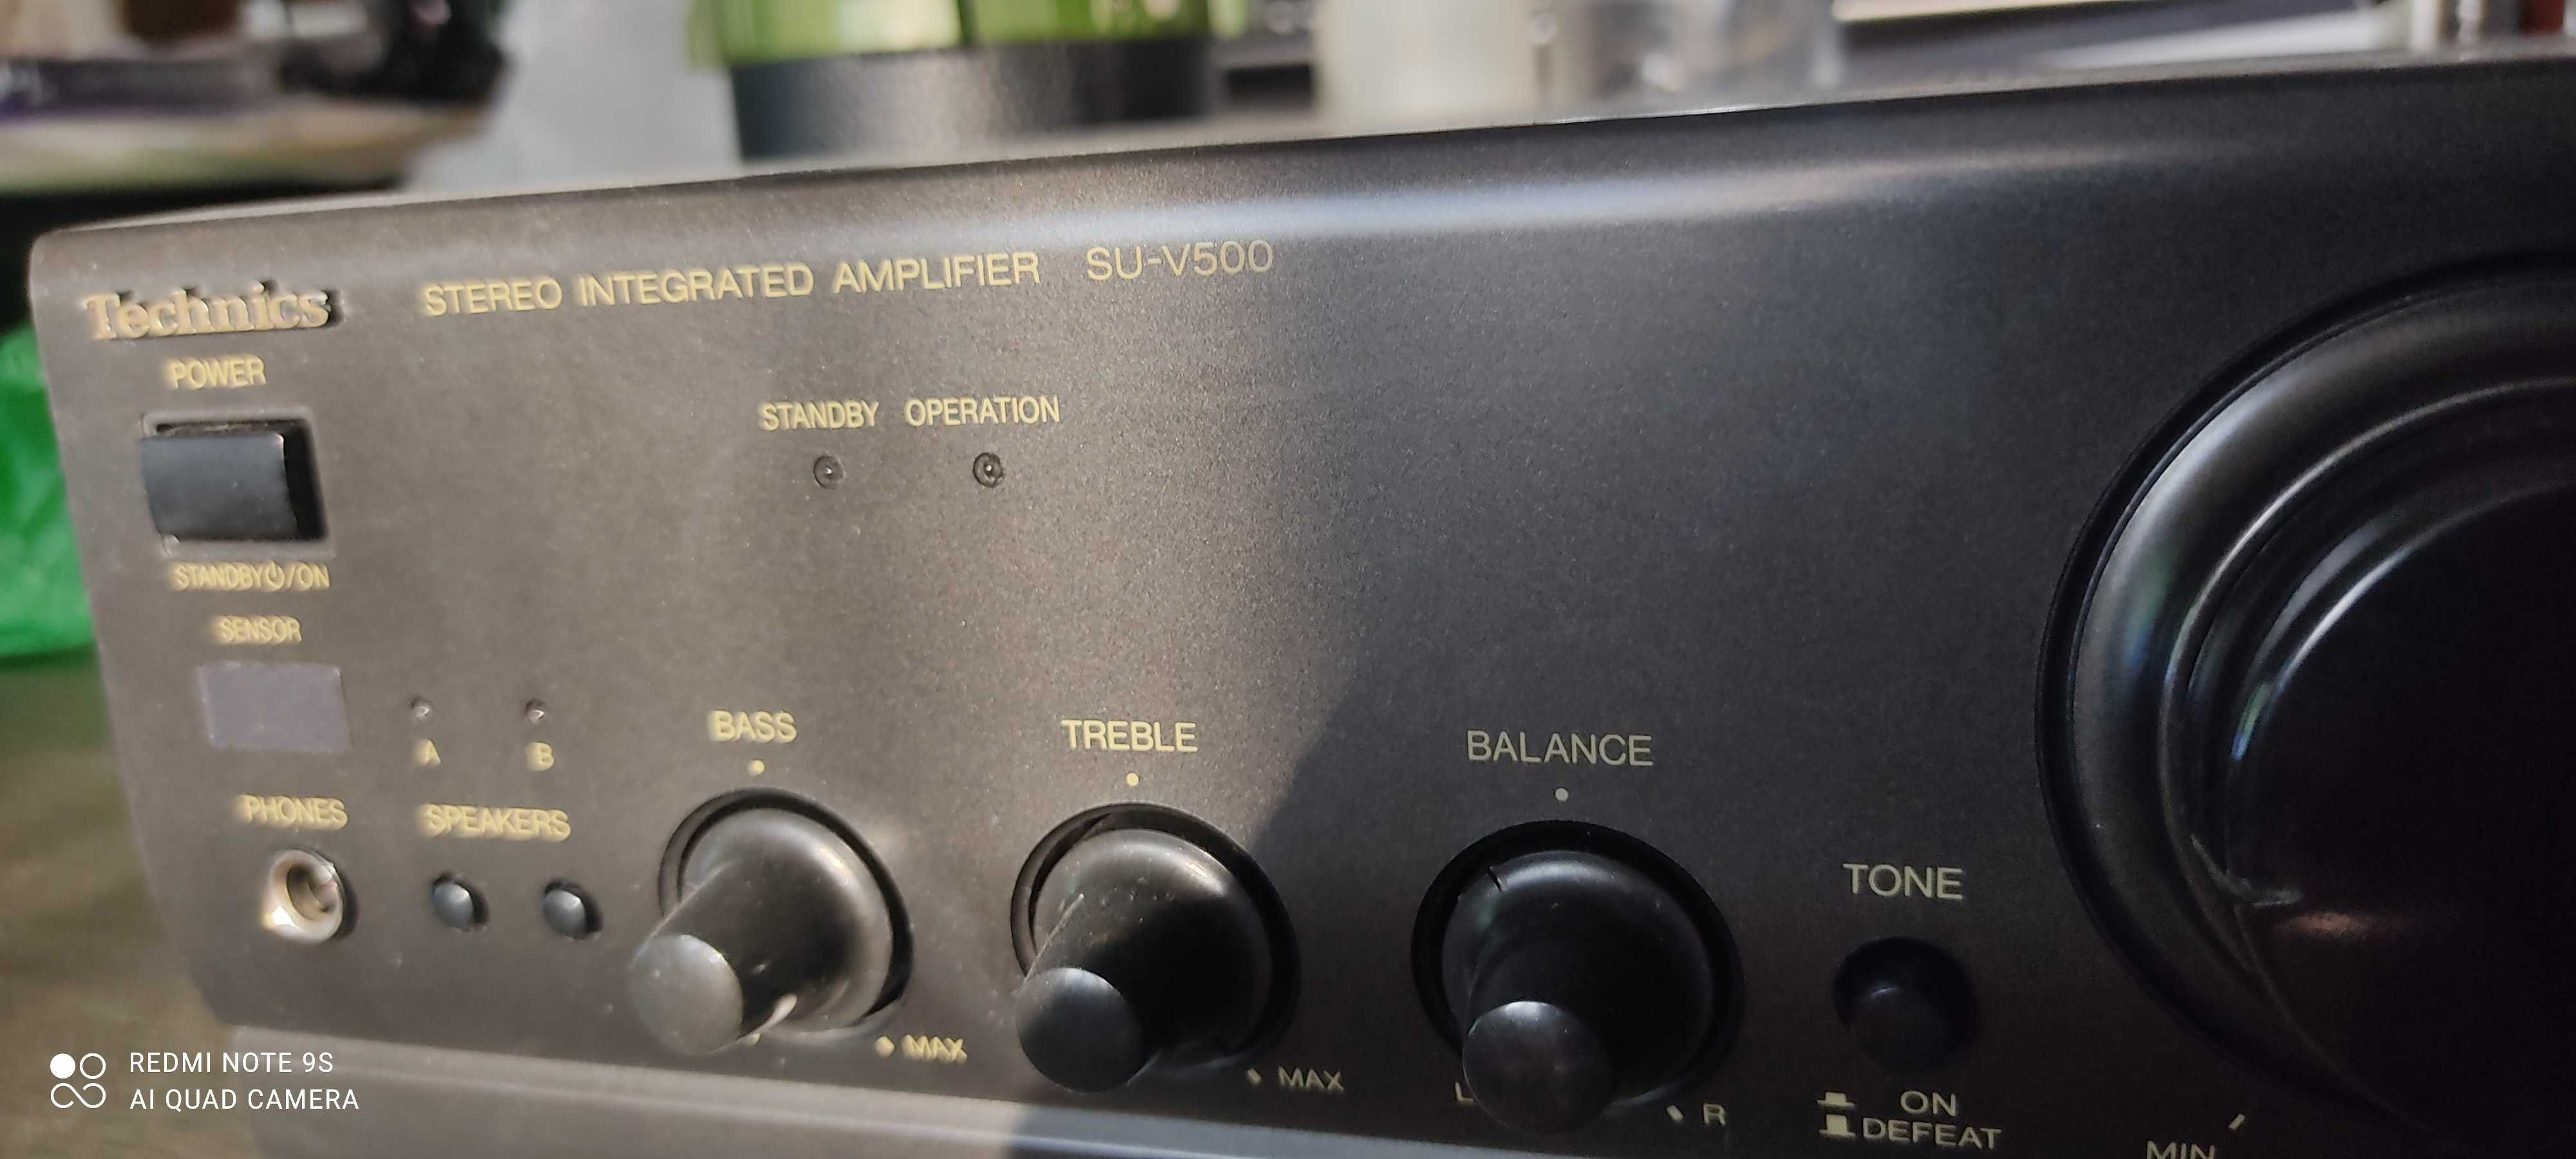 Technics
STEREO INTEGRATED AMPLIFIER SU-V500
POWER
STANDBY OPERATION
STANDBY⏻/ON
SENSOR
A B
BASS
TREBLE
BALANCE
PHONES
SPEAKERS
TONE
MAX
MAX
L
R
ON
DEFEAT
MIN
REDMI NOTE 9S
AI QUAD CAMERA